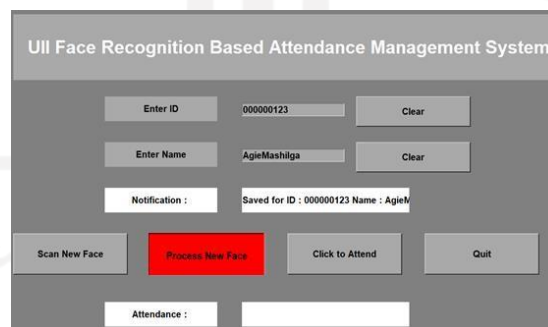 UII Face Recognition Based Attendance Management System
Enter ID 000000123 Clear
Enter Name AgieMashilga Clear
Notification : Saved for ID : 000000123 Name : AgieM
Scan New Face Process New Face Click to Attend Quit
Attendance :